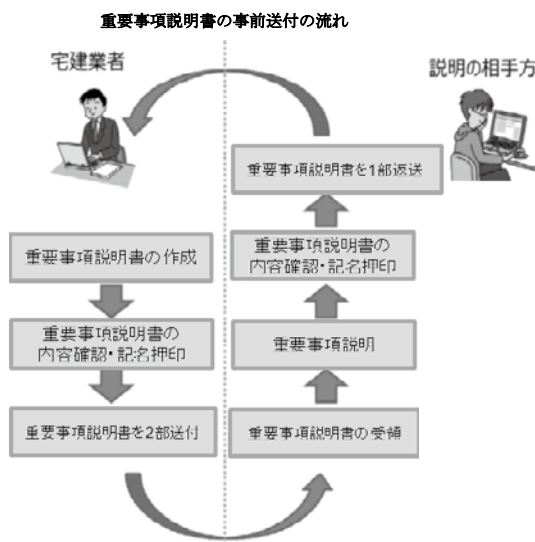 重要事項説明書の事前送付の流れ
宅建業者
説明の相手方
重要事項説明書の作成
重要事項説明書の
内容確認・記名押印
重要事項説明書を2部送付
重要事項説明書の受領
重要事項説明
重要事項説明書の
内容確認・記名押印
重要事項説明書を1部返送